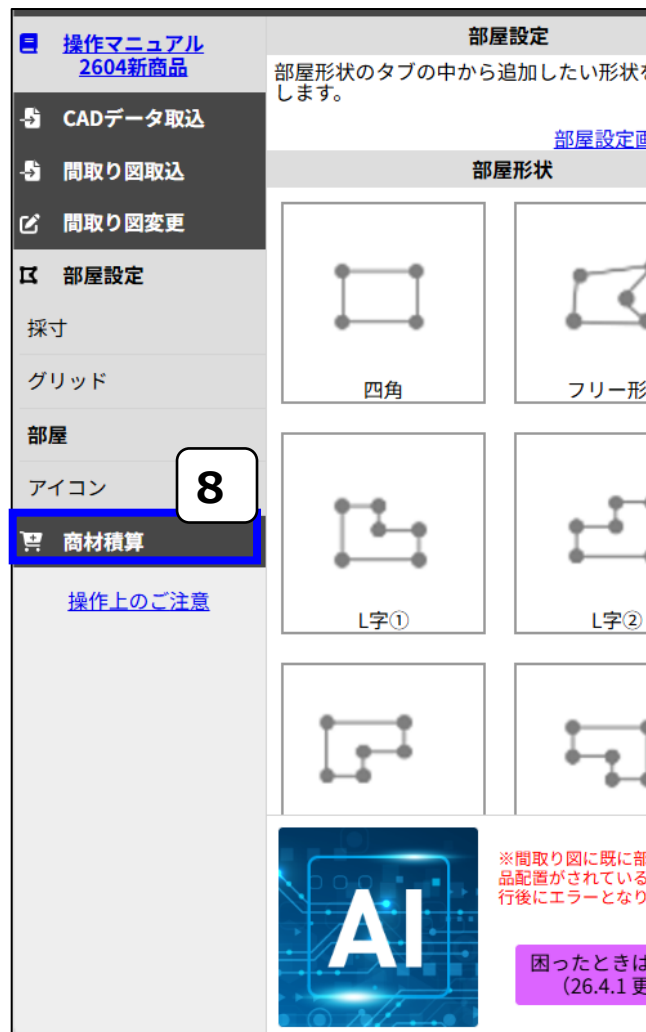 操作マニュアル
2604新商品
CADデータ取込
間取り図取込
間取り図変更
部屋設定
採寸
グリッド
部屋
アイコン
8
商材積算
操作上のご注意
部屋設定
部屋形状のタブの中から追加したい形状を
します。
部屋設定画
部屋形状
四角
フリー形
L字①
L字②
AI
※間取り図に既に部
品配置がされている
行後にエラーとなり
困ったときは
（26.4.1 更